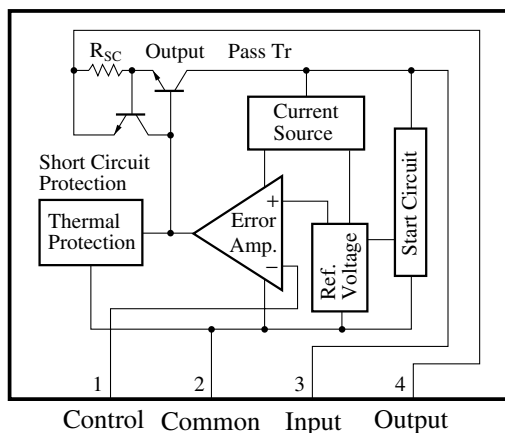 R_SC Output Pass Tr
Current
Source
Short Circuit
Protection
Thermal
Protection
+
Error
Amp.
−
Ref.
Voltage
Start Circuit
1 2 3 4
Control Common Input Output